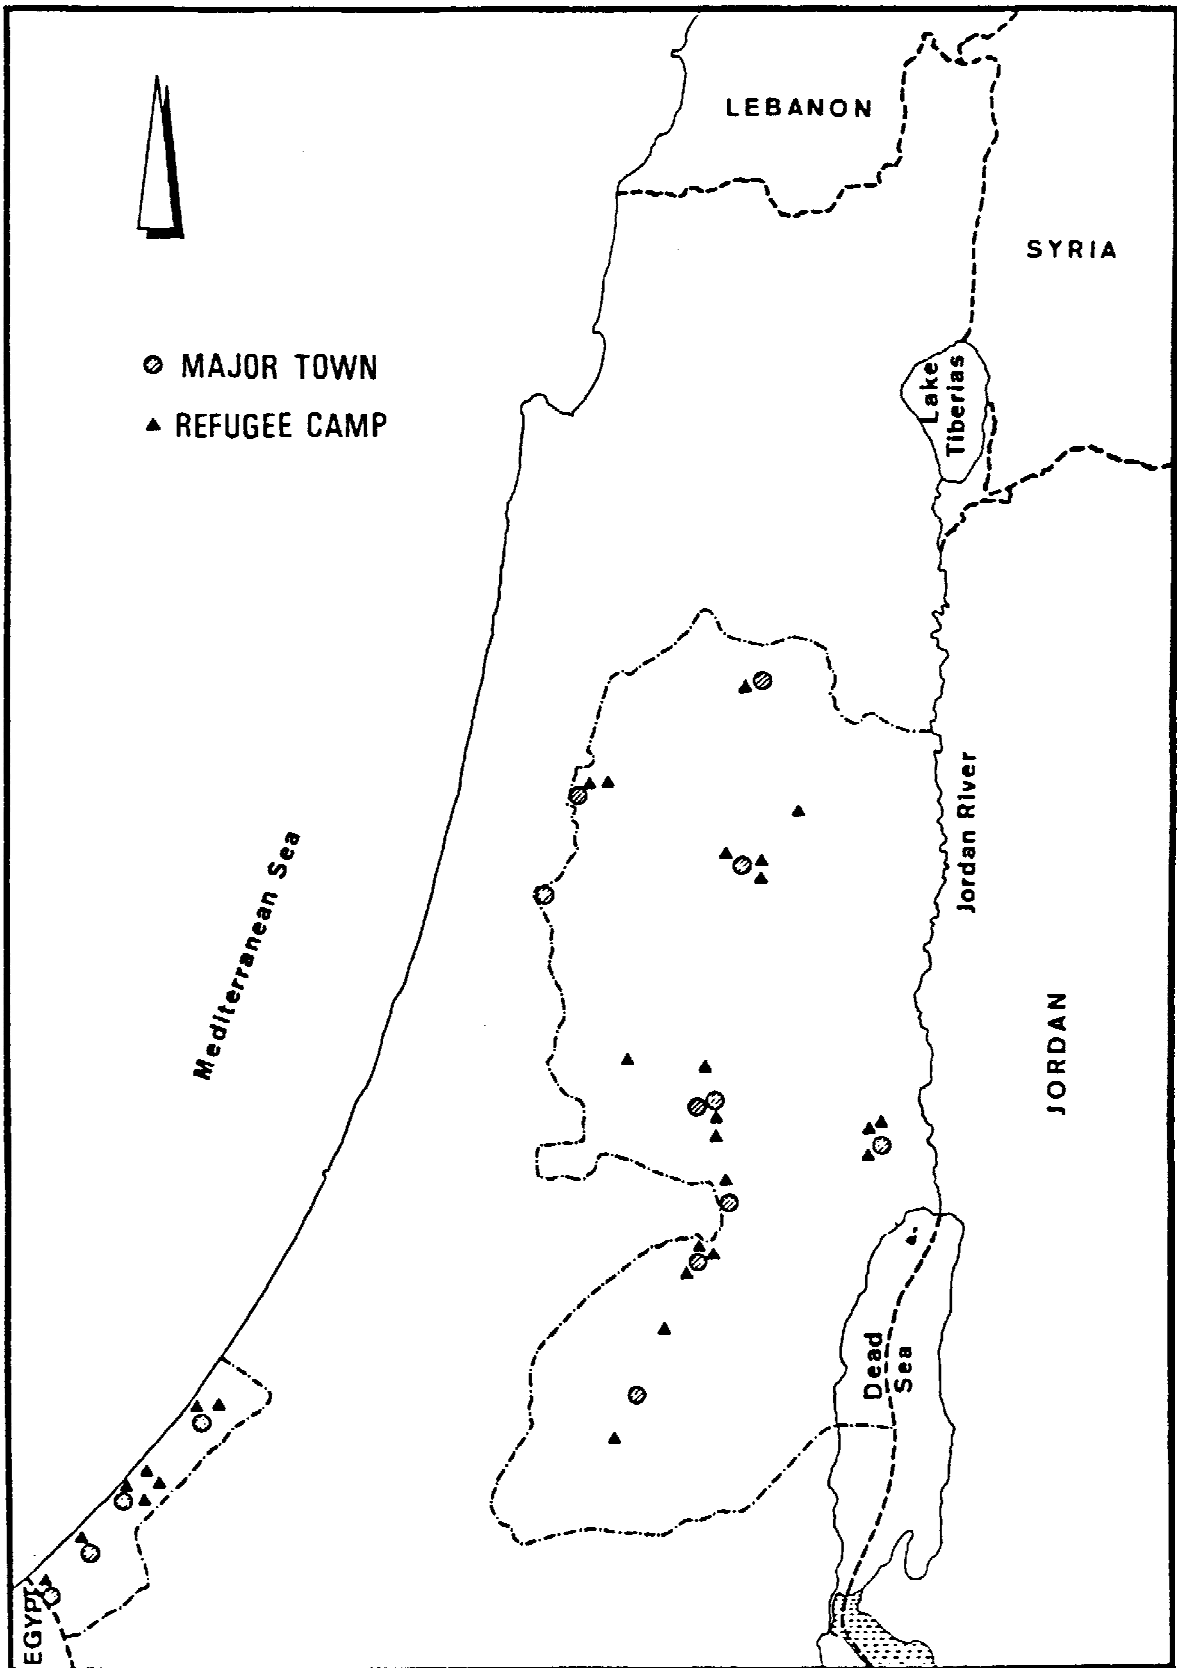 LEBANON
SYRIA
MAJOR TOWN
REFUGEE CAMP
Lake
Tiberias
Mediterranean Sea
Jordan River
JORDAN
Dead
Sea
EGYPT